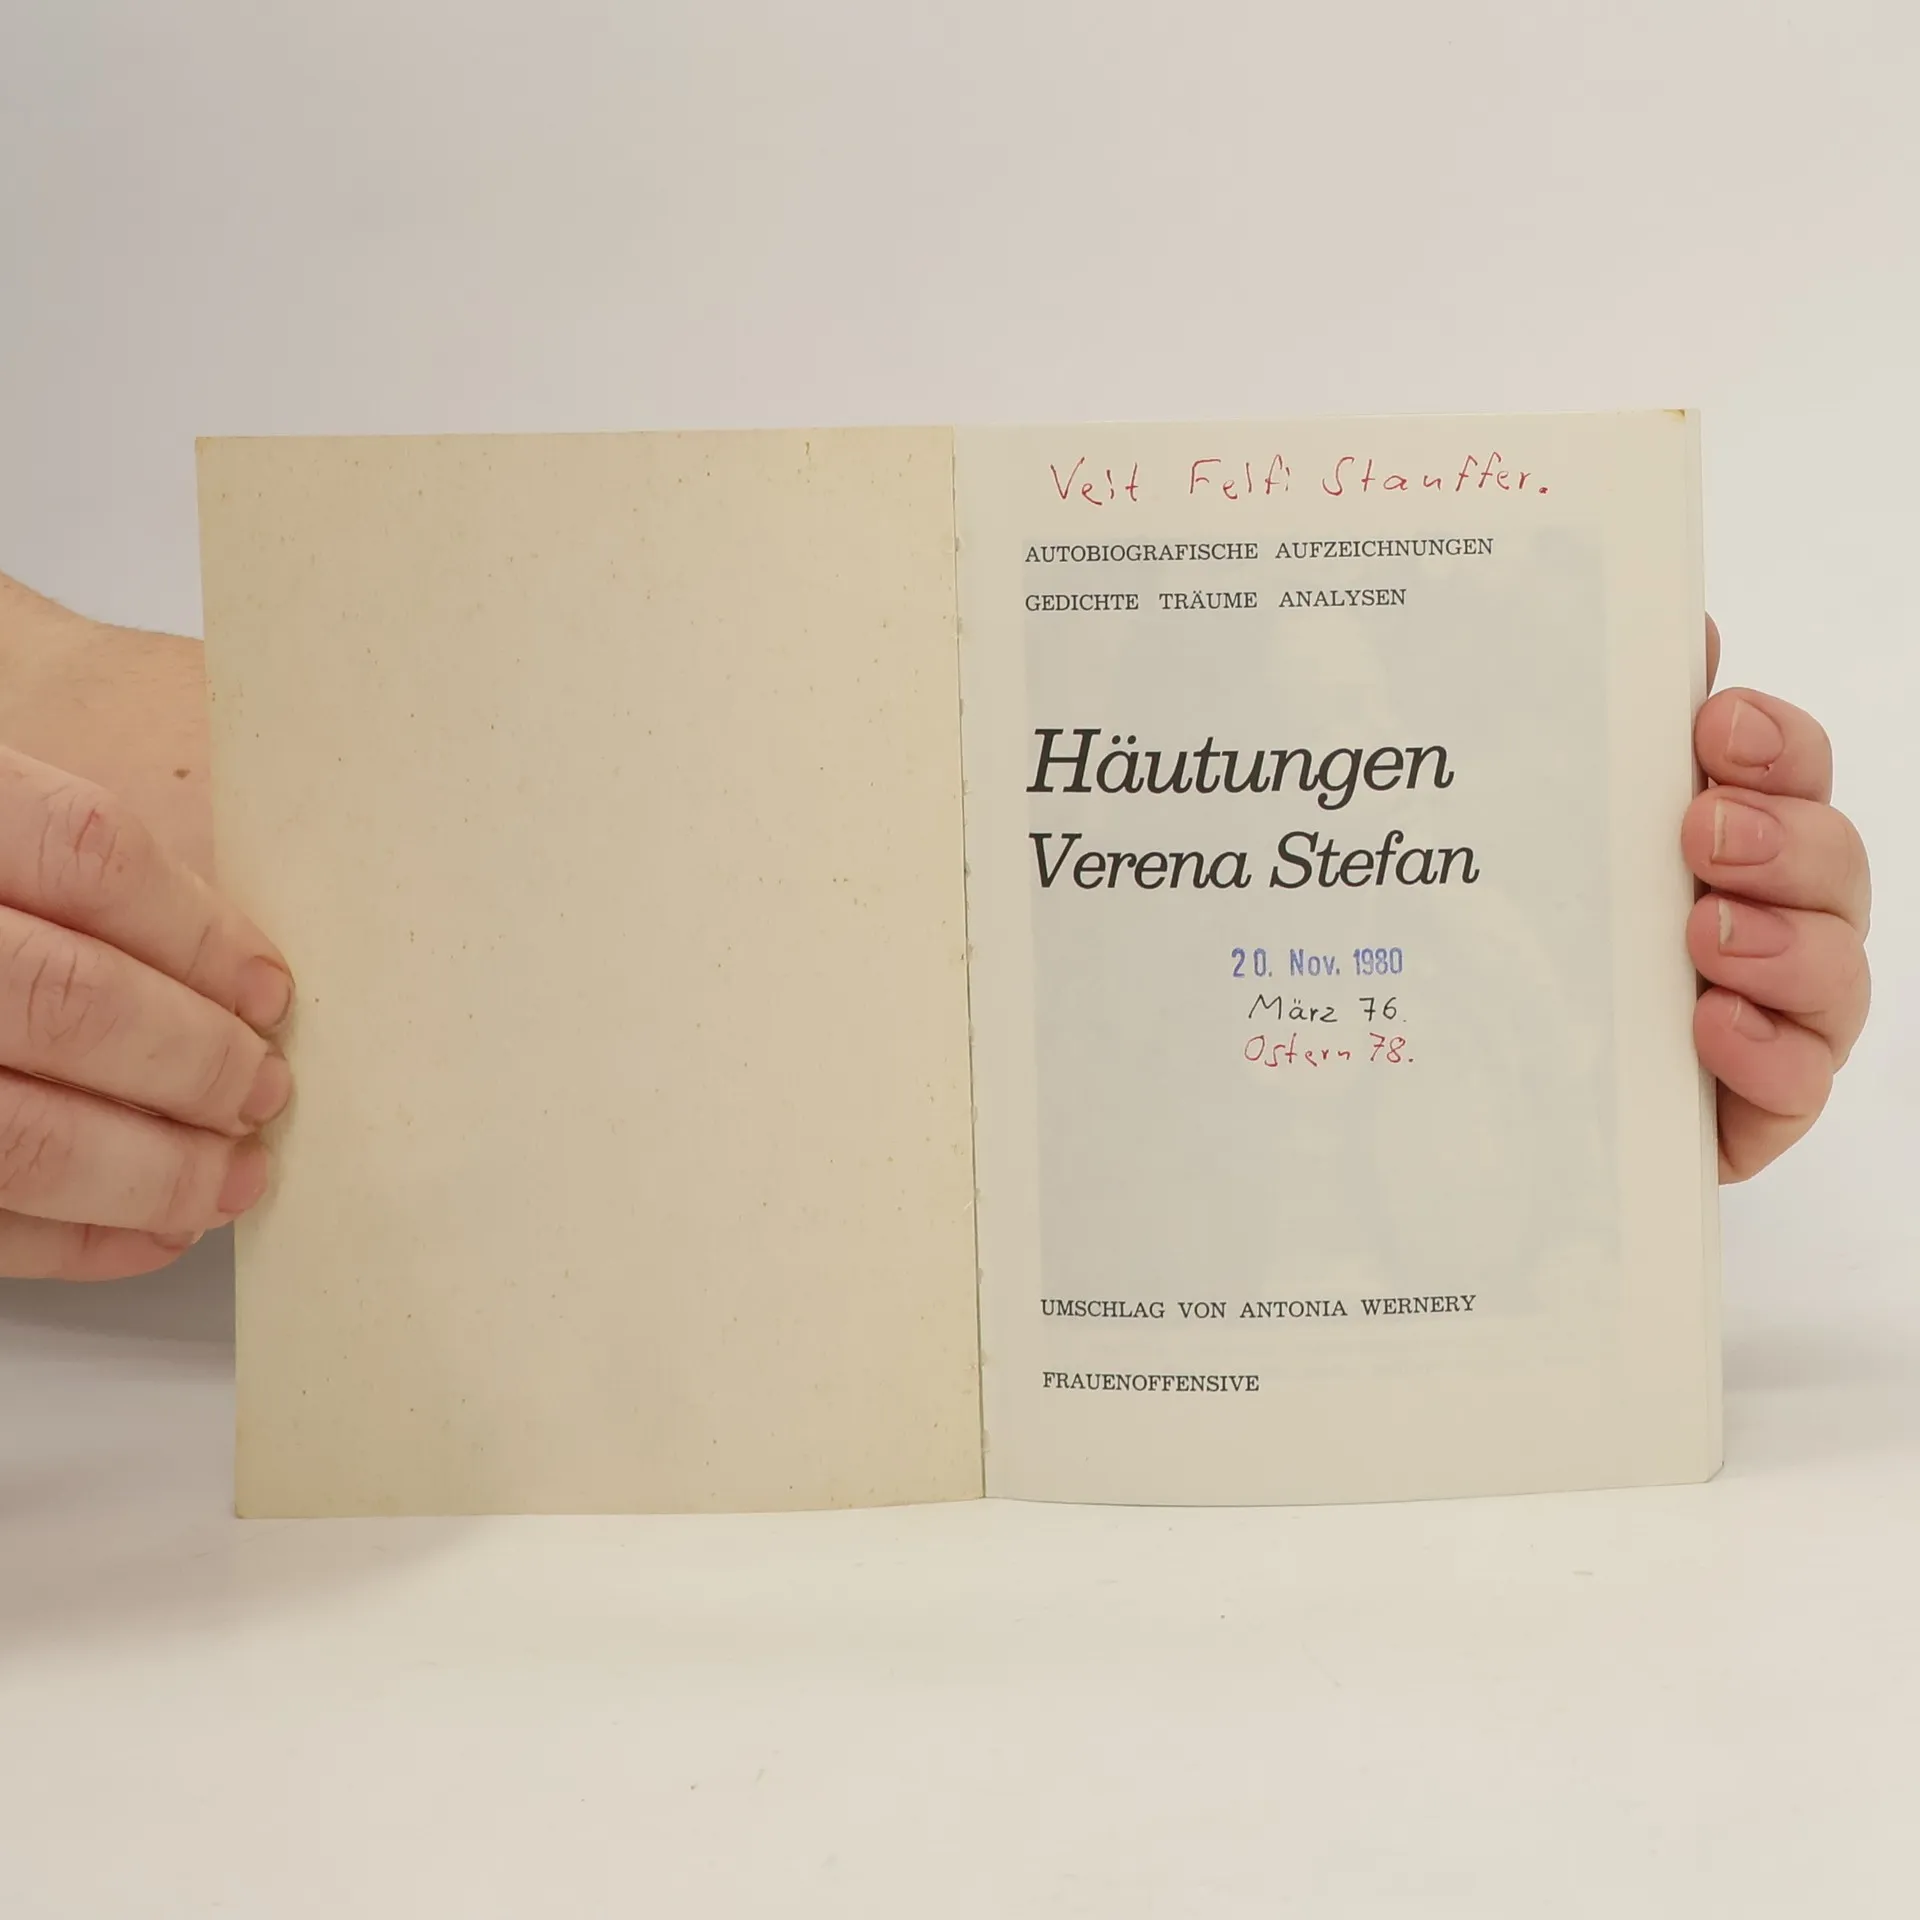 Veit Felfi Stauffer.
AUTOBIOGRAFISCHE AUFZEICHNUNGEN
GEDICHTE TRÄUME ANALYSEN
Häutungen
Verena Stefan
20. Nov. 1980
März 76.
Ostern 78.
UMSCHLAG VON ANTONIA WERNERY
FRAUENOFFENSIVE